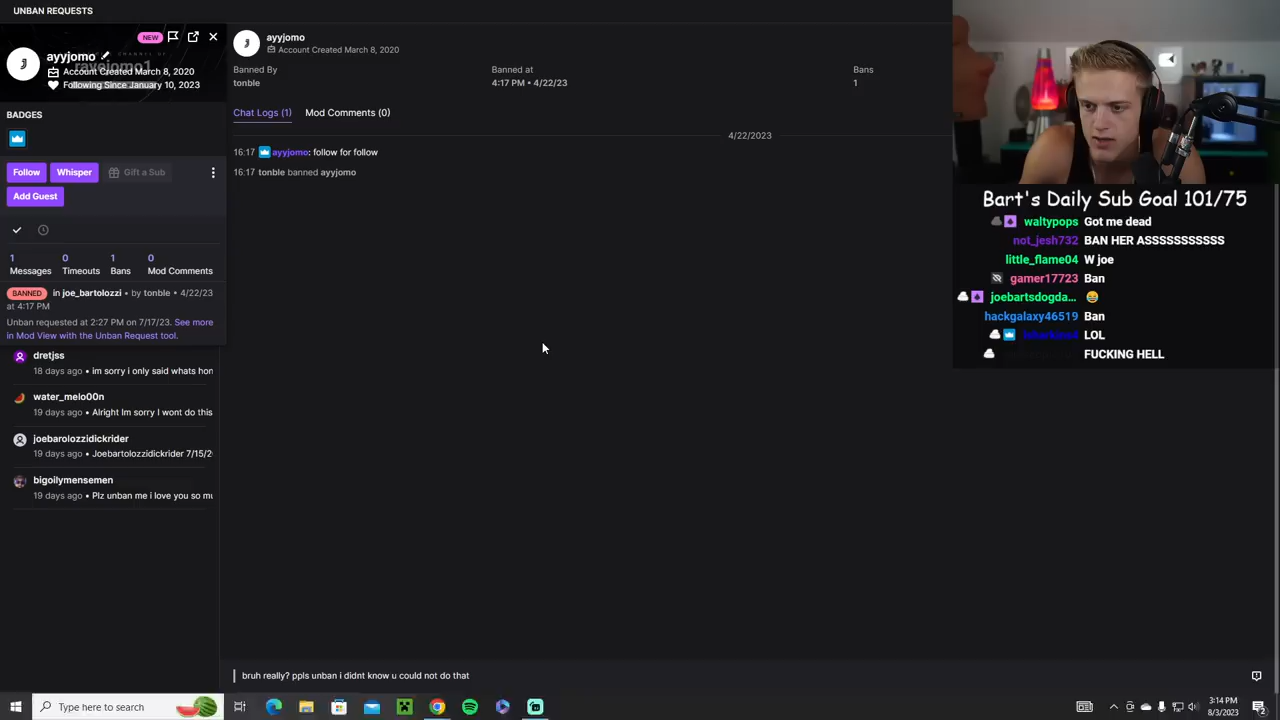 UNBAN REQUESTS
NEW
ayyjomo
Account Created March 8, 2020
Following Since January 10, 2023
BADGES
Follow
Whisper
Gift a Sub
Add Guest
1
Messages
0
Timeouts
1
Bans
0
Mod Comments
BANNED in joe_bartolozzi • by tonble • 4/22/23
at 4:17 PM
Unban requested at 2:27 PM on 7/17/23. See more
in Mod View with the Unban Request tool.
dretjss
18 days ago • im sorry i only said whats hon
water_melo00n
19 days ago • Alright Im sorry I wont do this
joebarolozzidickrider
19 days ago • Joebartolozzidickrider 7/15/2
bigoilymensemen
19 days ago • Plz unban me i love you so mu
ayyjomo
Account Created March 8, 2020
Banned By
tonble
Banned at
4:17 PM • 4/22/23
Bans
1
Chat Logs (1)
Mod Comments (0)
4/22/2023
16:17 ayyjomo: follow for follow
16:17 tonble banned ayyjomo
bruh really? ppls unban i didnt know u could not do that
Bart's Daily Sub Goal 101/75
waltypops Got me dead
not_jesh732 BAN HER ASSSSSSSSSSS
little_flame04 W joe
gamer17723 Ban
joebartsdogda... 😂
hackgalaxy46519 Ban
LOL
FUCKING HELL
Type here to search
3:14 PM
8/3/2023
2